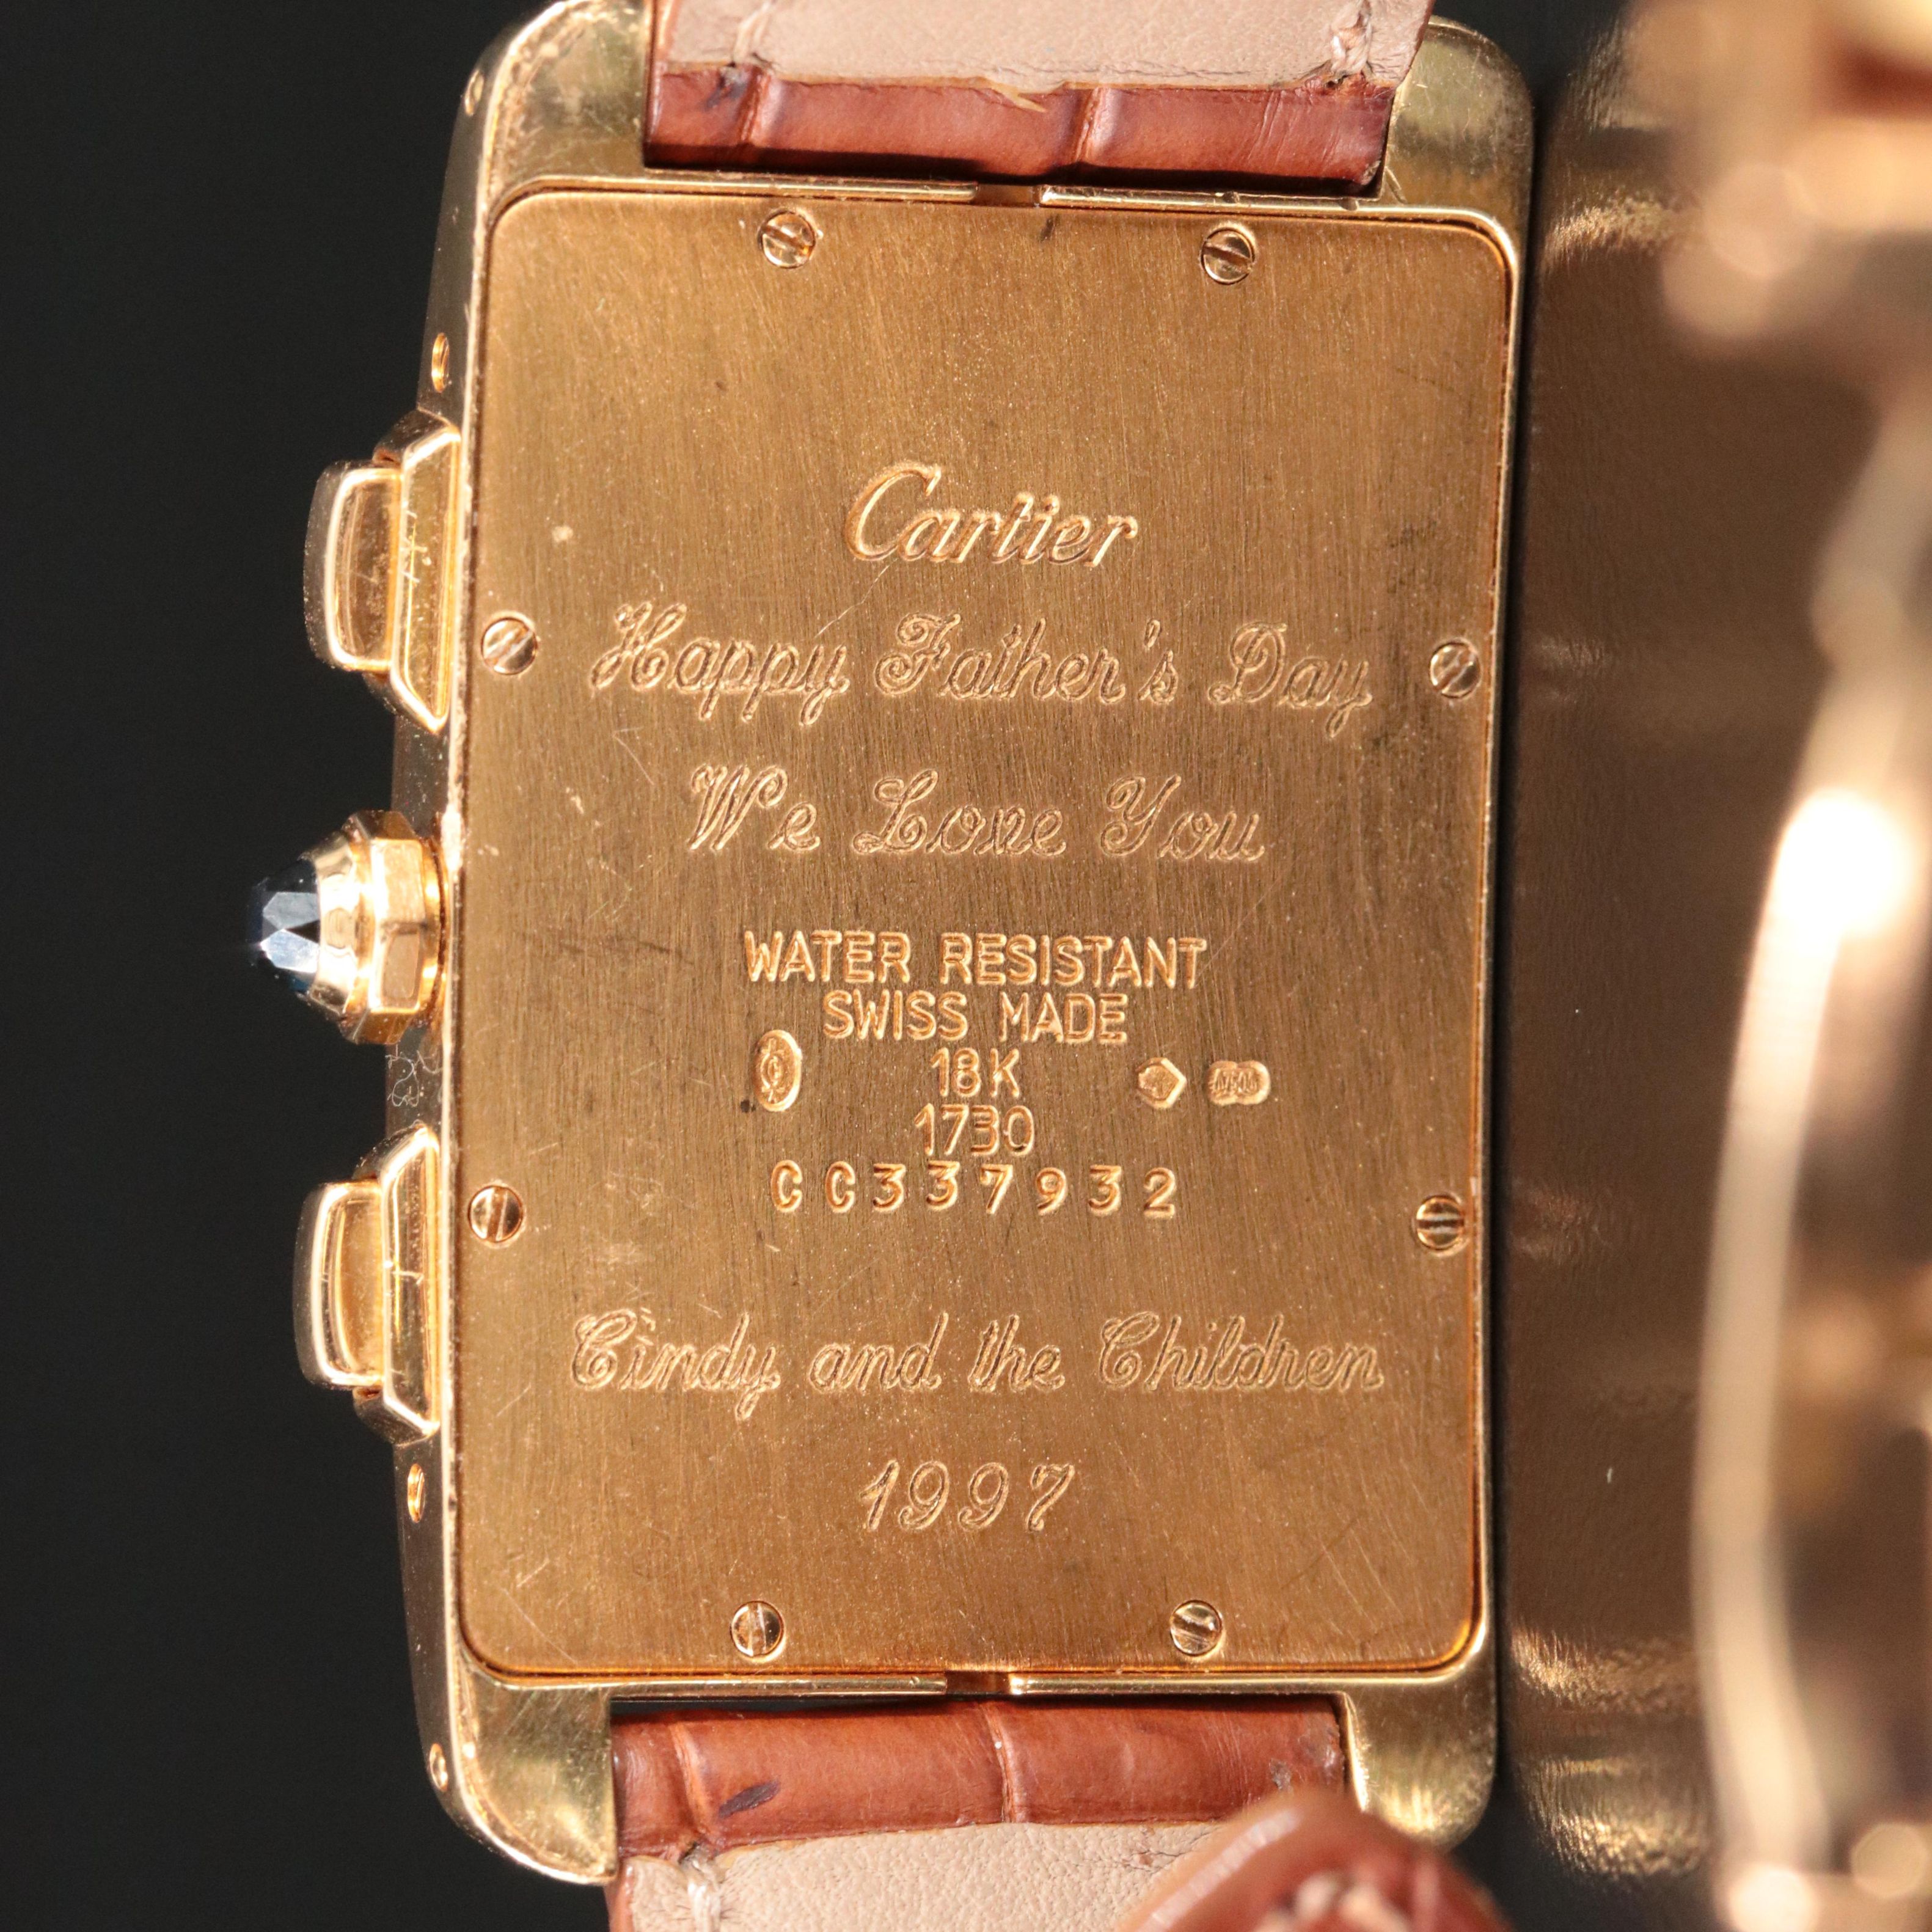 Cartier
Happy Father's Day
We Love You
WATER RESISTANT
SWISS MADE
18K
1730
CC337932
Cindy and the Children
1997